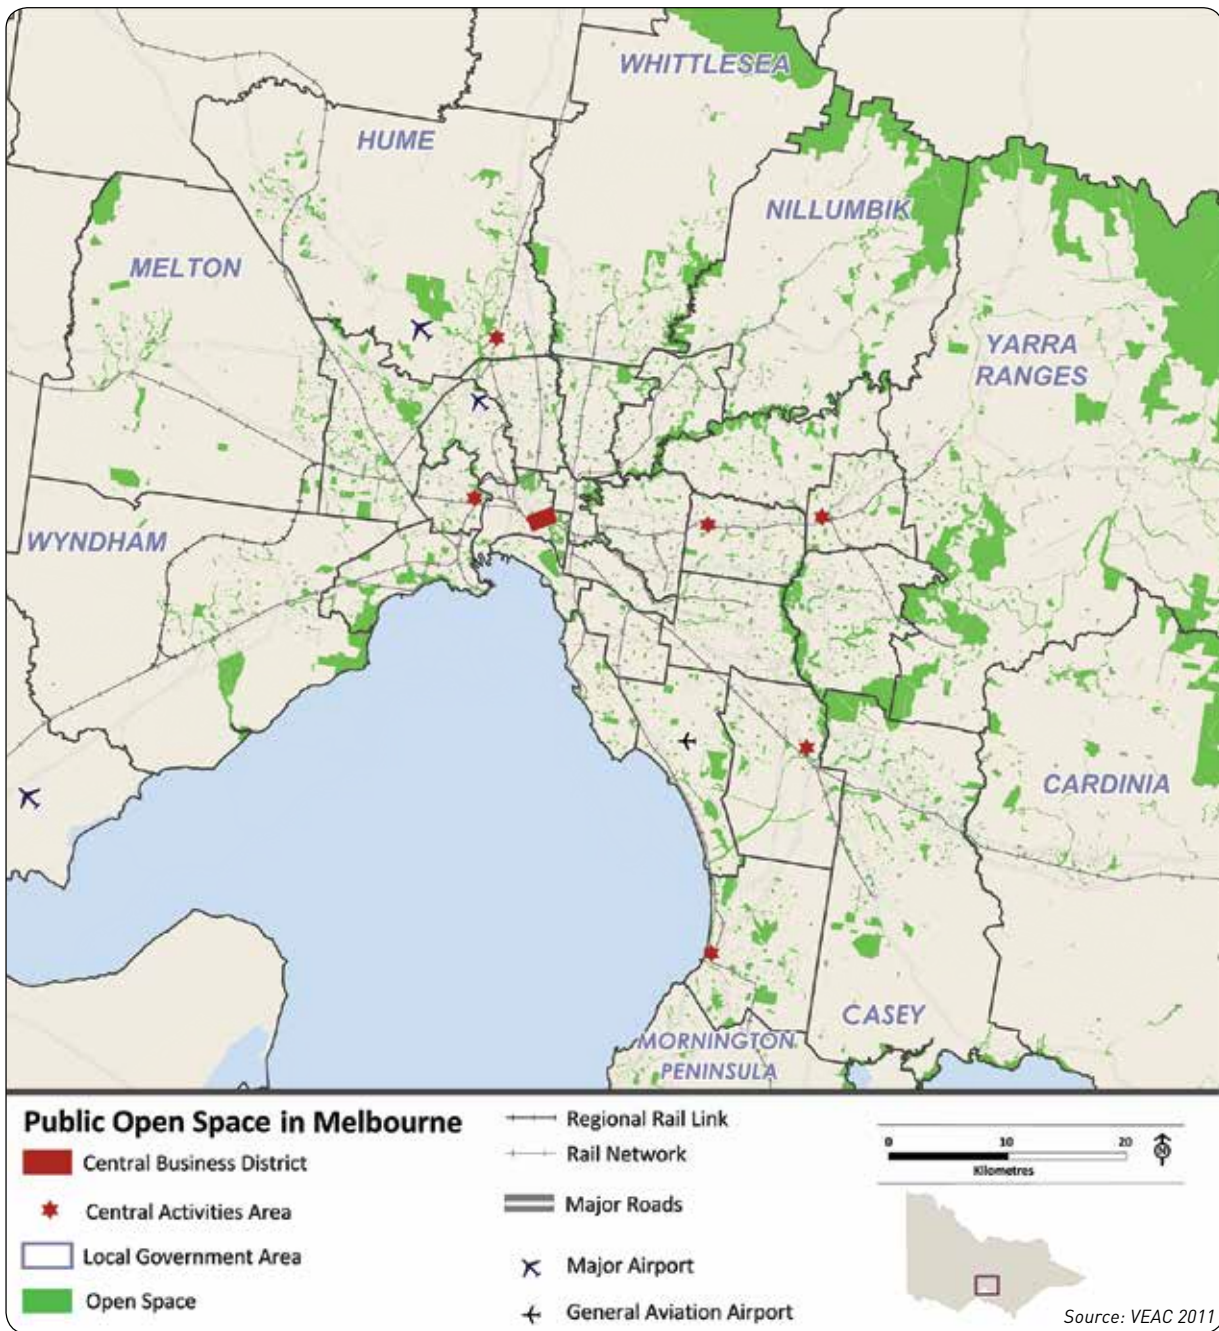 WHITTLESEA
HUME
NILLUMBIK
MELTON
YARRA
RANGES
WYNDHAM
CARDINIA
CASEY
MORNINGTON
PENINSULA
Public Open Space in Melbourne
Central Business District
Central Activities Area
Local Government Area
Open Space
Regional Rail Link
Rail Network
Major Roads
Major Airport
General Aviation Airport
0 10 20
Kilometres
N
Source: VEAC 2011